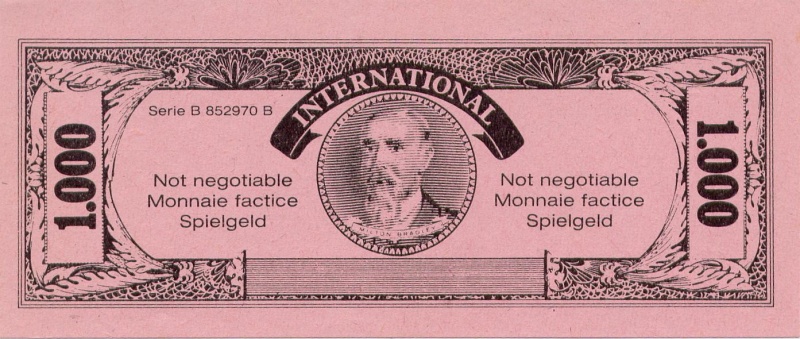 INTERNATIONAL
Serie B 852970 B
1.000
1.000
Not negotiable
Monnaie factice
Spielgeld
Not negotiable
Monnaie factice
Spielgeld
MILTON BRADLEY